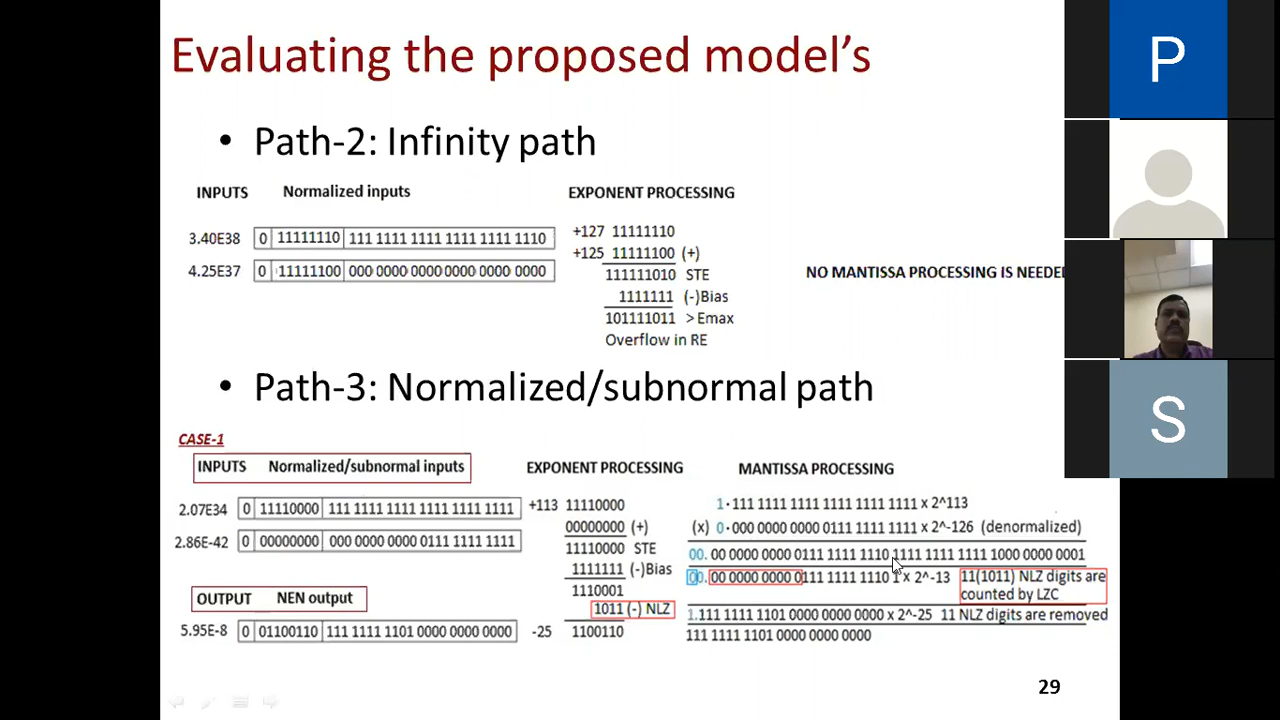 Evaluating the proposed model's
• Path-2: Infinity path
INPUTS Normalized inputs EXPONENT PROCESSING
3.40E38 0 11111110 111 1111 1111 1111 1111 1110
4.25E37 0 11111100 000 0000 0000 0000 0000 0000
+127 11111110
+125 11111100 (+)
111111010 STE
1111111 (-)Bias
101111011 > Emax
Overflow in RE
NO MANTISSA PROCESSING IS NEEDE
• Path-3: Normalized/subnormal path
CASE-1
INPUTS Normalized/subnormal inputs EXPONENT PROCESSING MANTISSA PROCESSING
2.07E34 0 11110000 111 1111 1111 1111 1111 1111
2.86E-42 0 00000000 000 0000 0000 0111 1111 1111
OUTPUT NEN output
5.95E-8 0 01100110 111 1111 1101 0000 0000 0000
+113 11110000
00000000 (+)
11110000 STE
1111111 (-)Bias
1110001
1011 (-) NLZ
-25 1100110
1.111 1111 1111 1111 1111 1111 x 2^113
(x) 0.000 0000 0000 0111 1111 1111 x 2^-126 (denormalized)
00. 00 0000 0000 0111 1111 1110 1111 1111 1111 1000 0000 0001
00. 00 0000 0000 0111 1111 1110 1 x 2^-13 11(1011) NLZ digits are
counted by LZC
1.111 1111 1101 0000 0000 0000 x 2^-25 11 NLZ digits are removed
111 1111 1101 0000 0000 0000
29
P
S